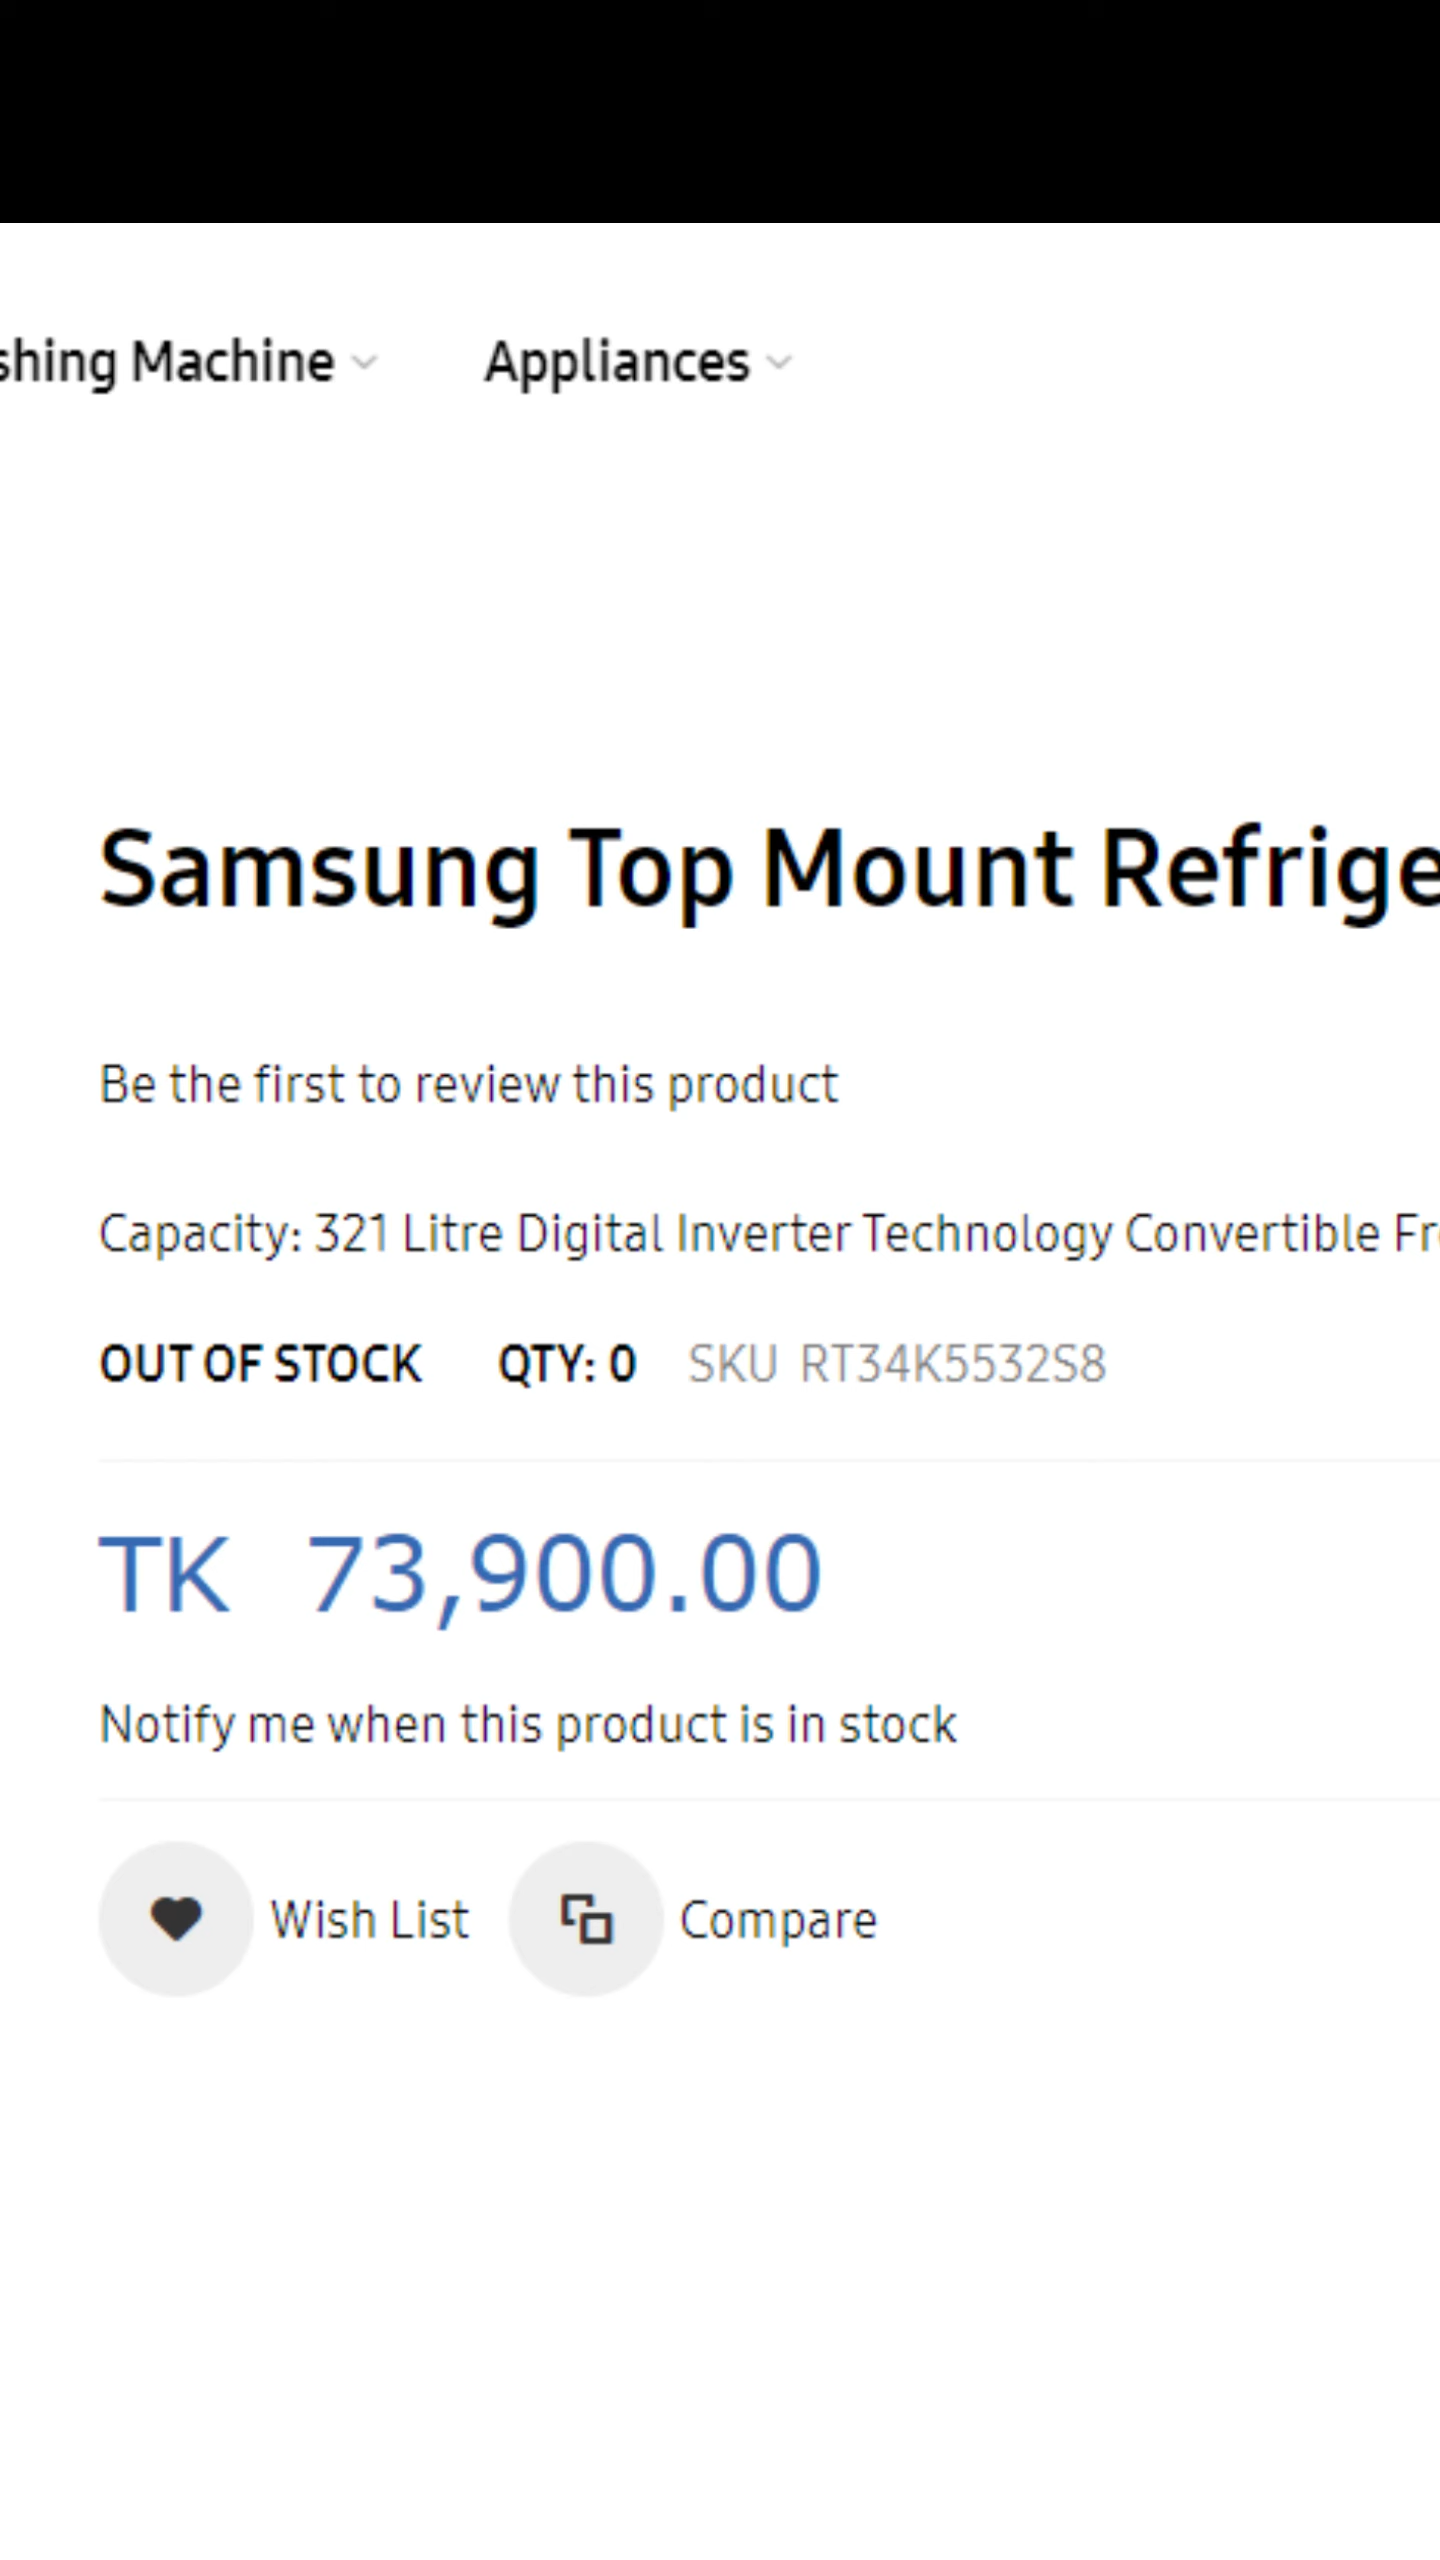 shing Machine
Appliances
Samsung Top Mount Refrige
Be the first to review this product
Capacity: 321 Litre Digital Inverter Technology Convertible Fr
OUT OF STOCK QTY: 0 SKU RT34K5532S8
TK 73,900.00
Notify me when this product is in stock
Wish List Compare